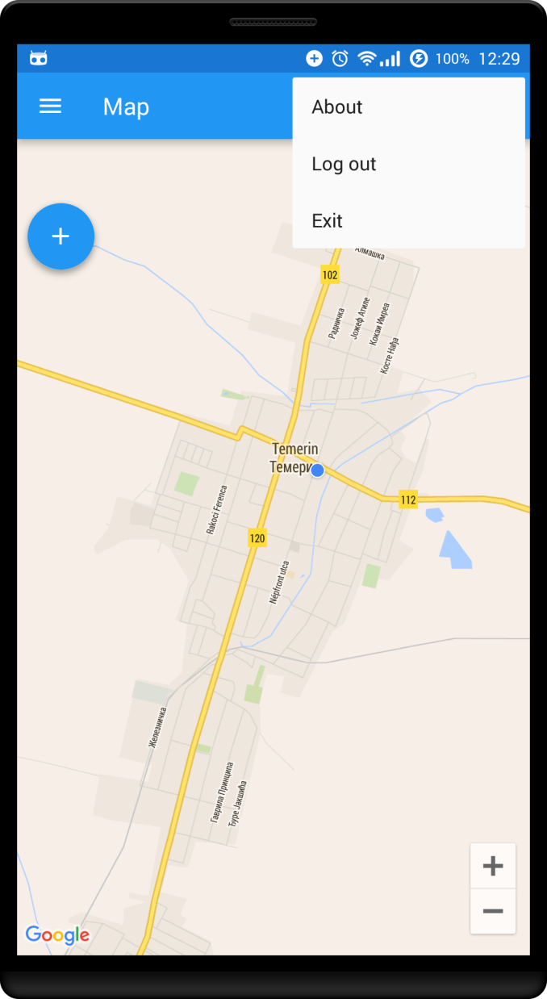 100% 12:29
Map
About
Log out
Exit
Алмашка
102
Радничка
Јожеф Атиле
Кокаи Имреа
Косте Нађа
Temerin
Темери
112
Rakoci Ferenca
120
Népfront utca
Железничка
Гаврила Принципа
Ђуре Јакшића
Google